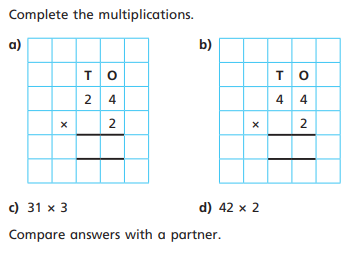 Complete the multiplications.
a) b)
T O T O
2 4 4 4
× 2 × 2
c) 31 × 3 d) 42 × 2
Compare answers with a partner.